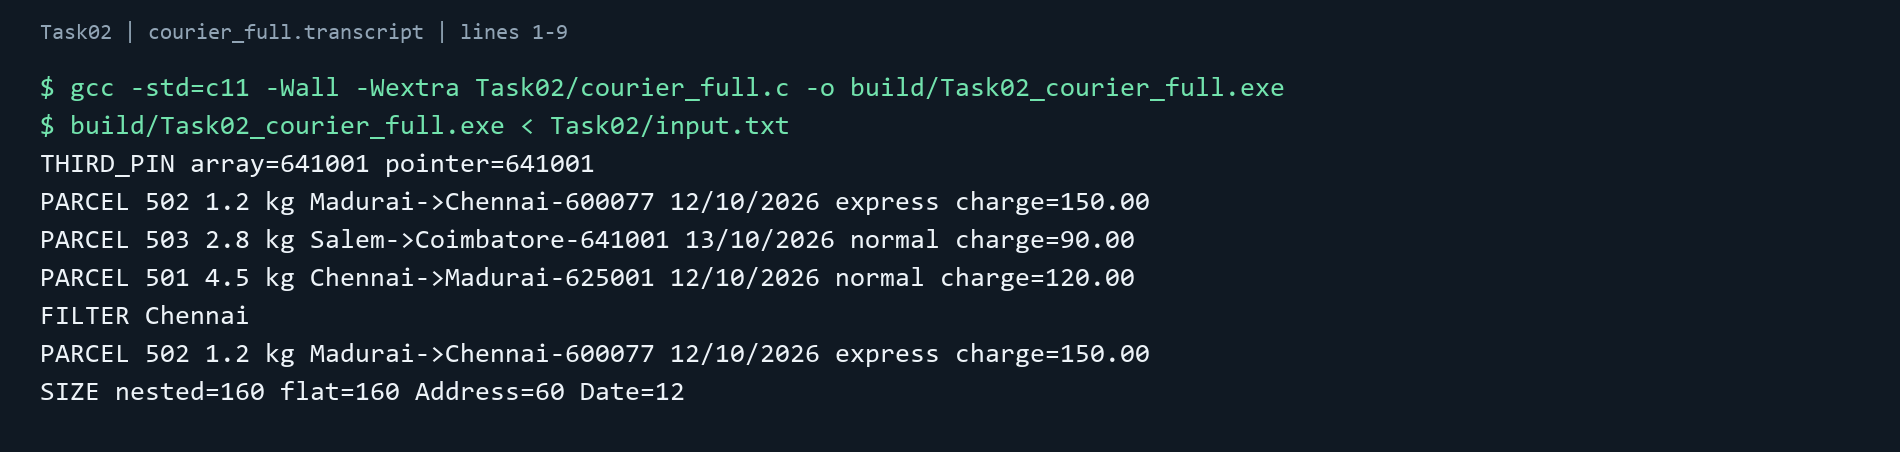 Task02 | courier_full.transcript | lines 1-9
$ gcc -std=c11 -Wall -Wextra Task02/courier_full.c -o build/Task02_courier_full.exe
$ build/Task02_courier_full.exe < Task02/input.txt
THIRD_PIN array=641001 pointer=641001
PARCEL 502 1.2 kg Madurai->Chennai-600077 12/10/2026 express charge=150.00
PARCEL 503 2.8 kg Salem->Coimbatore-641001 13/10/2026 normal charge=90.00
PARCEL 501 4.5 kg Chennai->Madurai-625001 12/10/2026 normal charge=120.00
FILTER Chennai
PARCEL 502 1.2 kg Madurai->Chennai-600077 12/10/2026 express charge=150.00
SIZE nested=160 flat=160 Address=60 Date=12